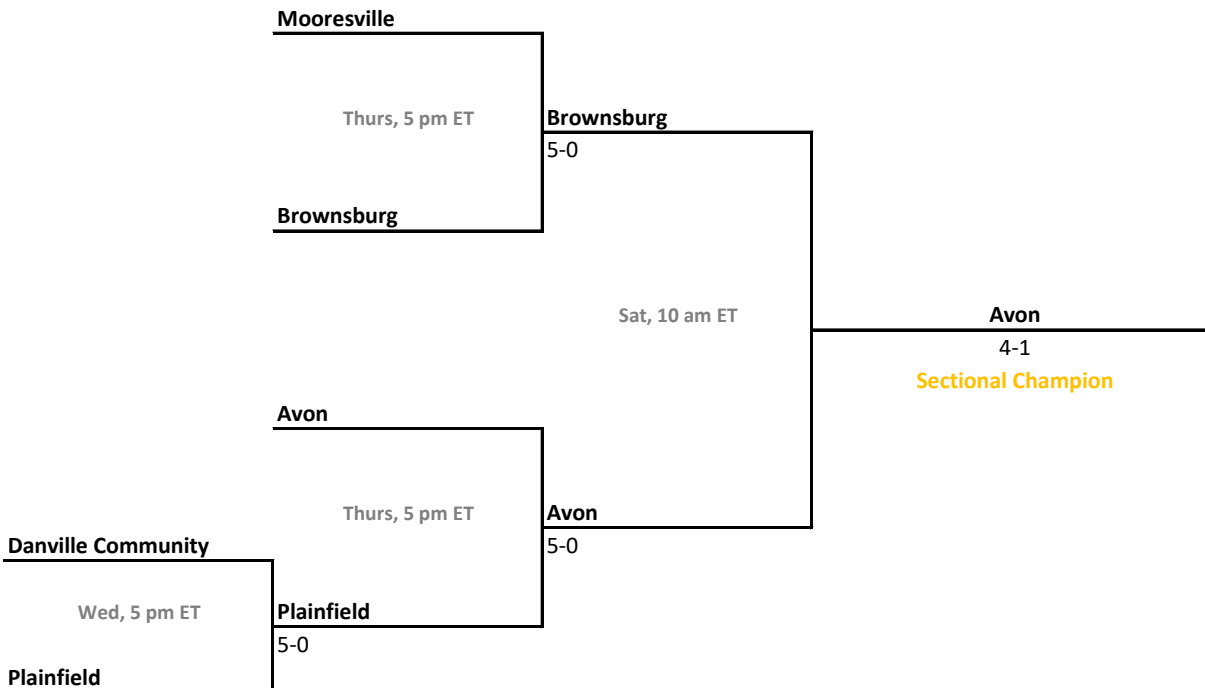 Mooresville
Thurs, 5 pm ET
Brownsburg
5-0
Brownsburg
Sat, 10 am ET
Avon
4-1
Sectional Champion
Avon
Thurs, 5 pm ET
Avon
5-0
Danville Community
Wed, 5 pm ET
Plainfield
5-0
Plainfield